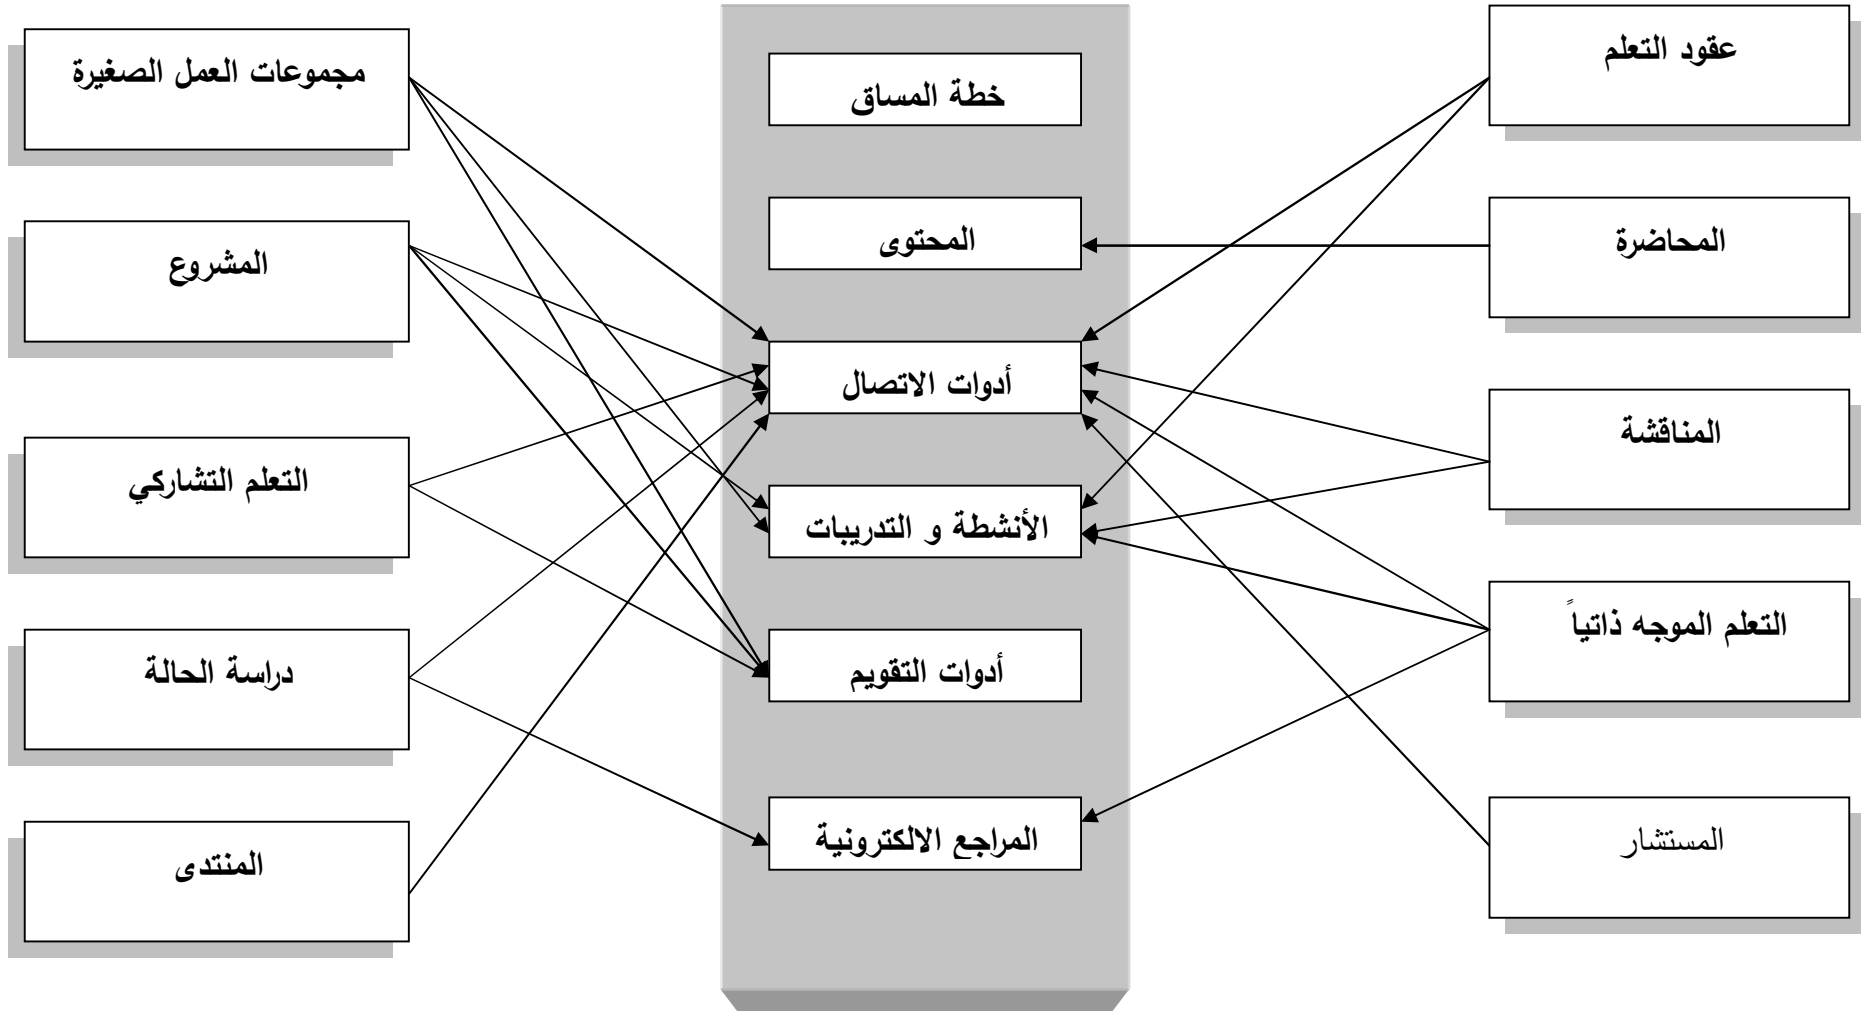 عقود التعلم
المحاضرة
المناقشة
التعلم الموجه ذاتياً
المستشار
خطة المساق
المحتوى
أدوات الاتصال
الأنشطة و التدريبات
أدوات التقويم
المراجع الالكترونية
مجموعات العمل الصغيرة
المشروع
التعلم التشاركي
دراسة الحالة
المنتدى